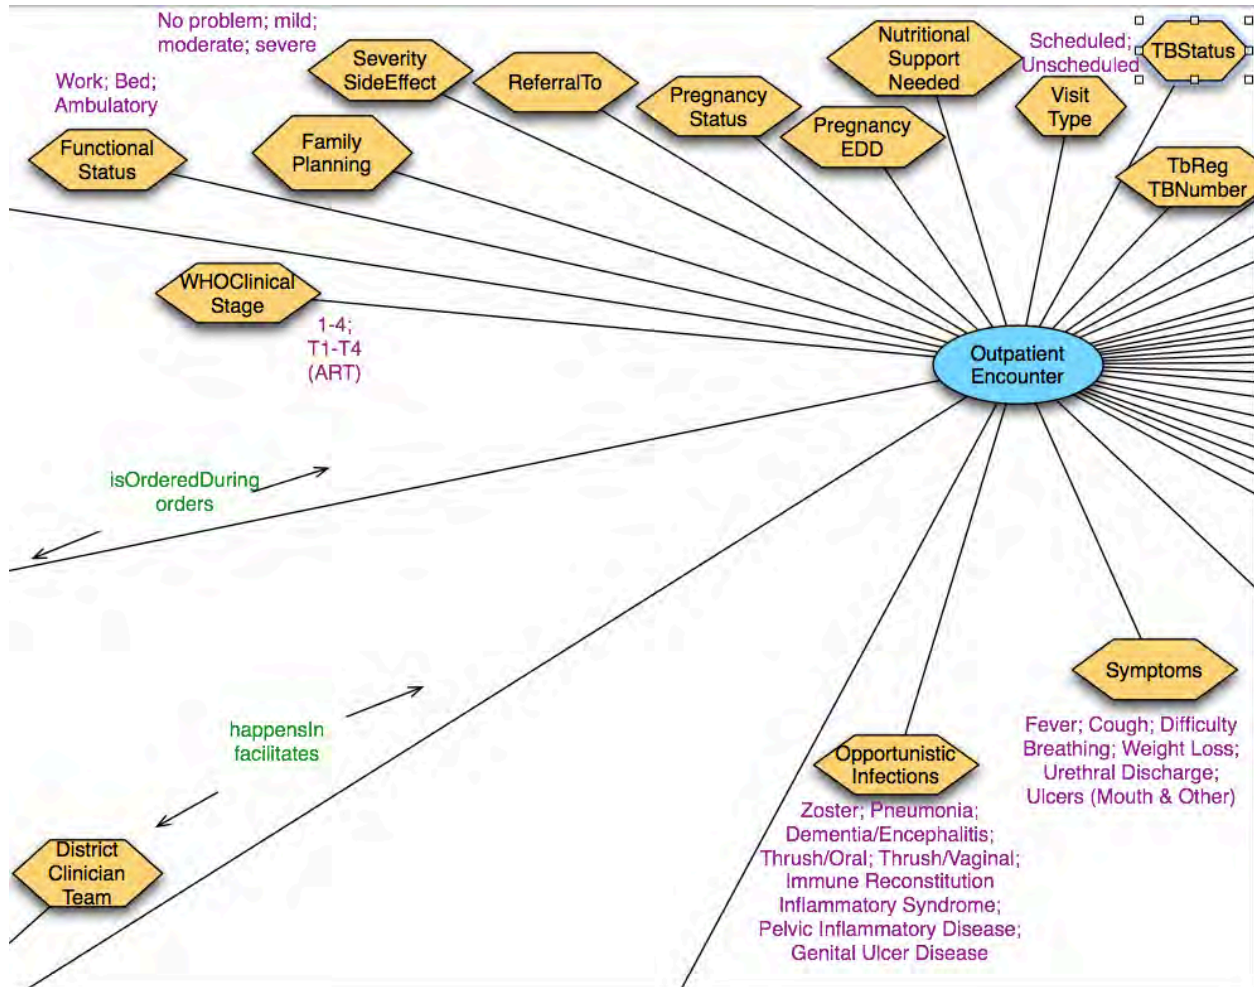 No problem; mild;
moderate; severe
Work; Bed;
Ambulatory
Functional
Status
Family
Planning
Severity
SideEffect
ReferralTo
Pregnancy
Status
Pregnancy
EDD
Nutritional
Support
Needed
Scheduled;
Unscheduled
Visit
Type
TBStatus
TbReg
TBNumber
WHOClinical
Stage
1-4;
T1-T4
(ART)
Outpatient
Encounter
isOrderedDuring
orders
happensIn
facilitates
District
Clinician
Team
Opportunistic
Infections
Zoster; Pneumonia;
Dementia/Encephalitis;
Thrush/Oral; Thrush/Vaginal;
Immune Reconstitution
Inflammatory Syndrome;
Pelvic Inflammatory Disease;
Genital Ulcer Disease
Symptoms
Fever; Cough; Difficulty
Breathing; Weight Loss;
Urethral Discharge;
Ulcers (Mouth & Other)